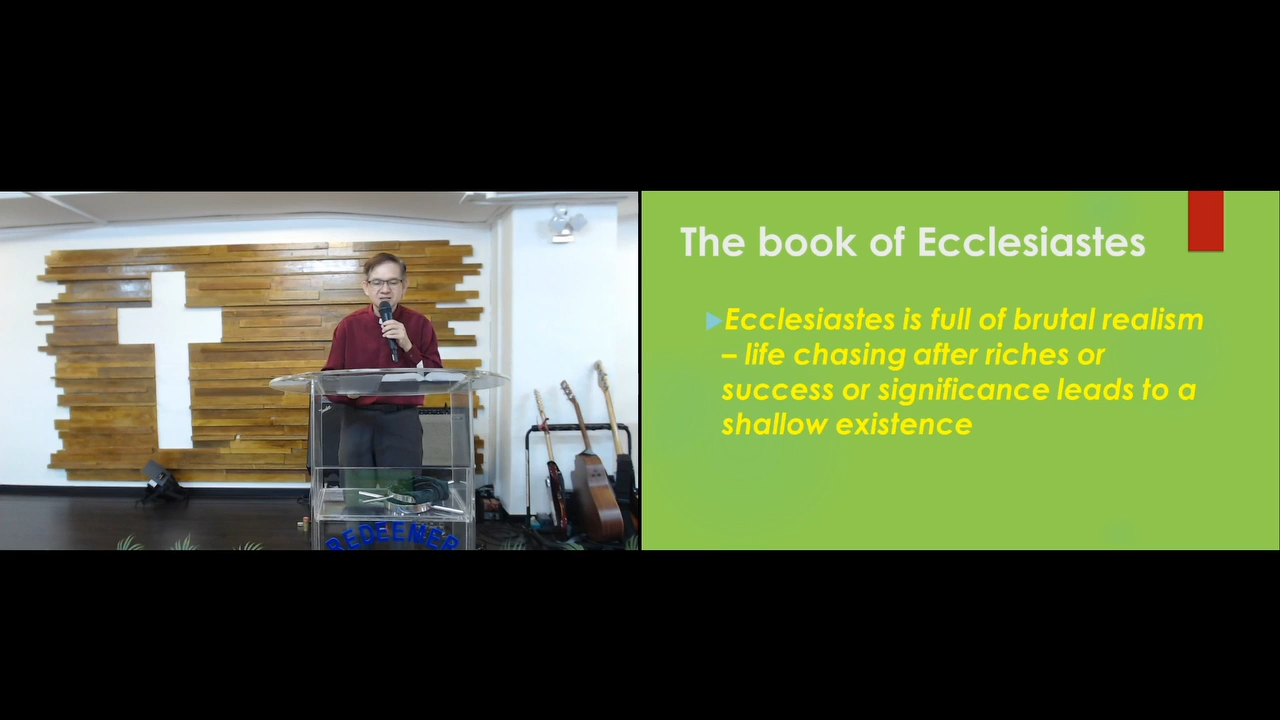 REDEEMER
The book of Ecclesiastes
Ecclesiastes is full of brutal realism
– life chasing after riches or
success or significance leads to a
shallow existence